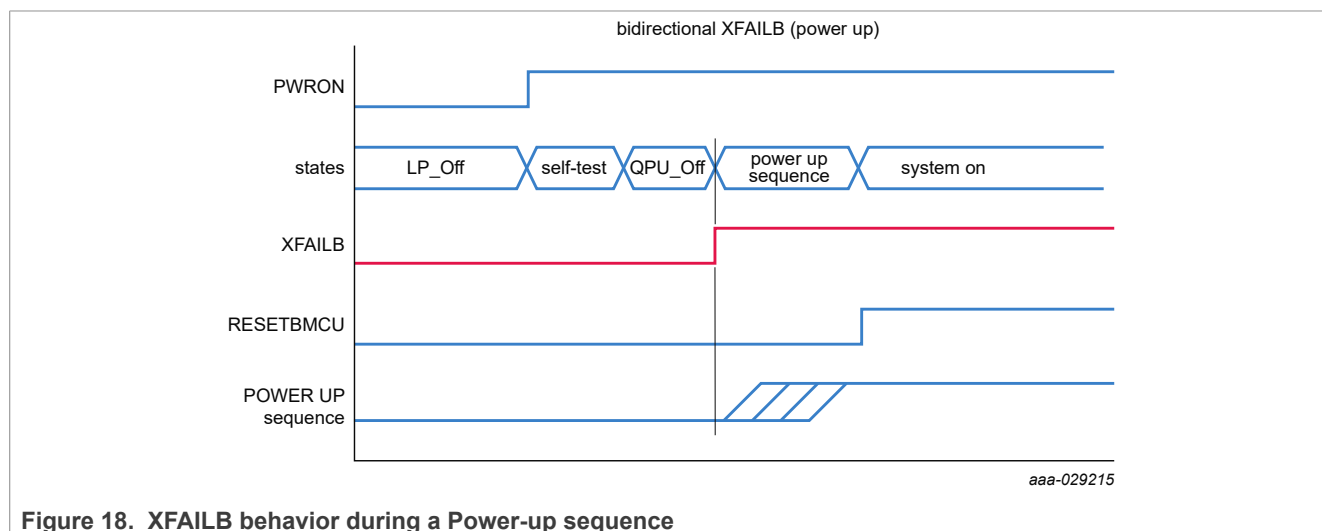 bidirectional XFAILB (power up)
PWRON
states
LP_Off
self-test
QPU_Off
power up
sequence
system on
XFAILB
RESETBMCU
POWER UP
sequence
aaa-029215
Figure 18. XFAILB behavior during a Power-up sequence